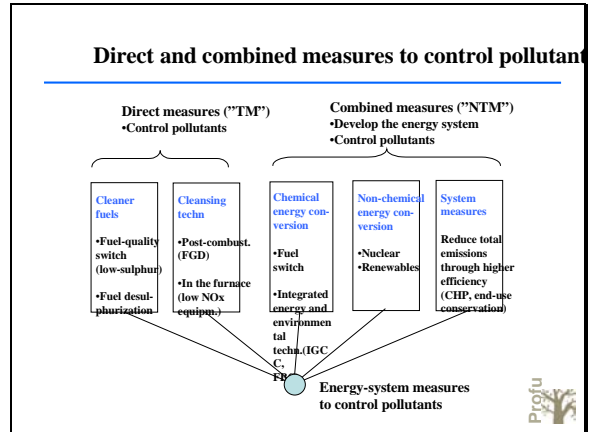 Direct and combined measures to control pollutant
Direct measures (”TM”)
•Control pollutants
Combined measures (”NTM”)
•Develop the energy system
•Control pollutants
Cleaner
fuels
•Fuel-quality
switch
(low-sulphur)
•Fuel desul-
phurization
Cleansing
techn
•Post-combust.
(FGD)
•In the furnace
(low NOx
equipm.)
Chemical
energy con-
version
•Fuel
switch
•Integrated
energy and
environmen
tal
techn.(IGC
C,
Non-chemical
energy con-
version
•Nuclear
•Renewables
System
measures
Reduce total
emissions
through higher
efficiency
(CHP, end-use
conservation)
Energy-system measures
to control pollutants
Profu